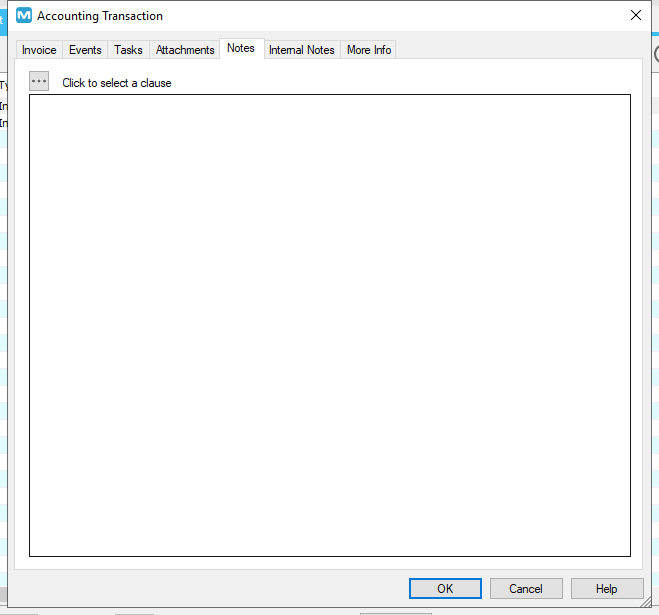 Accounting Transaction
Invoice Events Tasks Attachments Notes Internal Notes More Info
Click to select a clause
OK Cancel Help